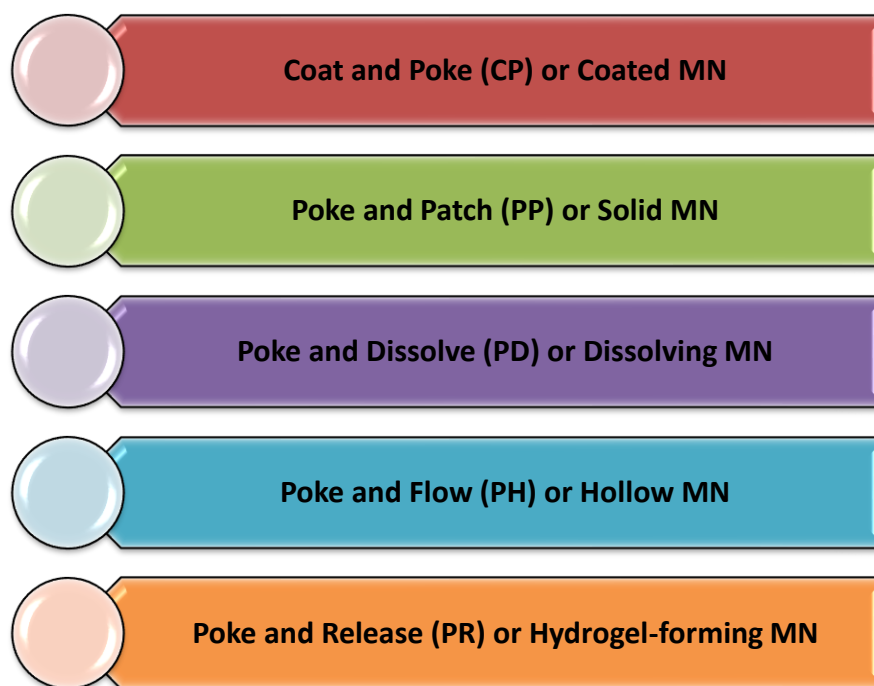 Coat and Poke (CP) or Coated MN
Poke and Patch (PP) or Solid MN
Poke and Dissolve (PD) or Dissolving MN
Poke and Flow (PH) or Hollow MN
Poke and Release (PR) or Hydrogel-forming MN